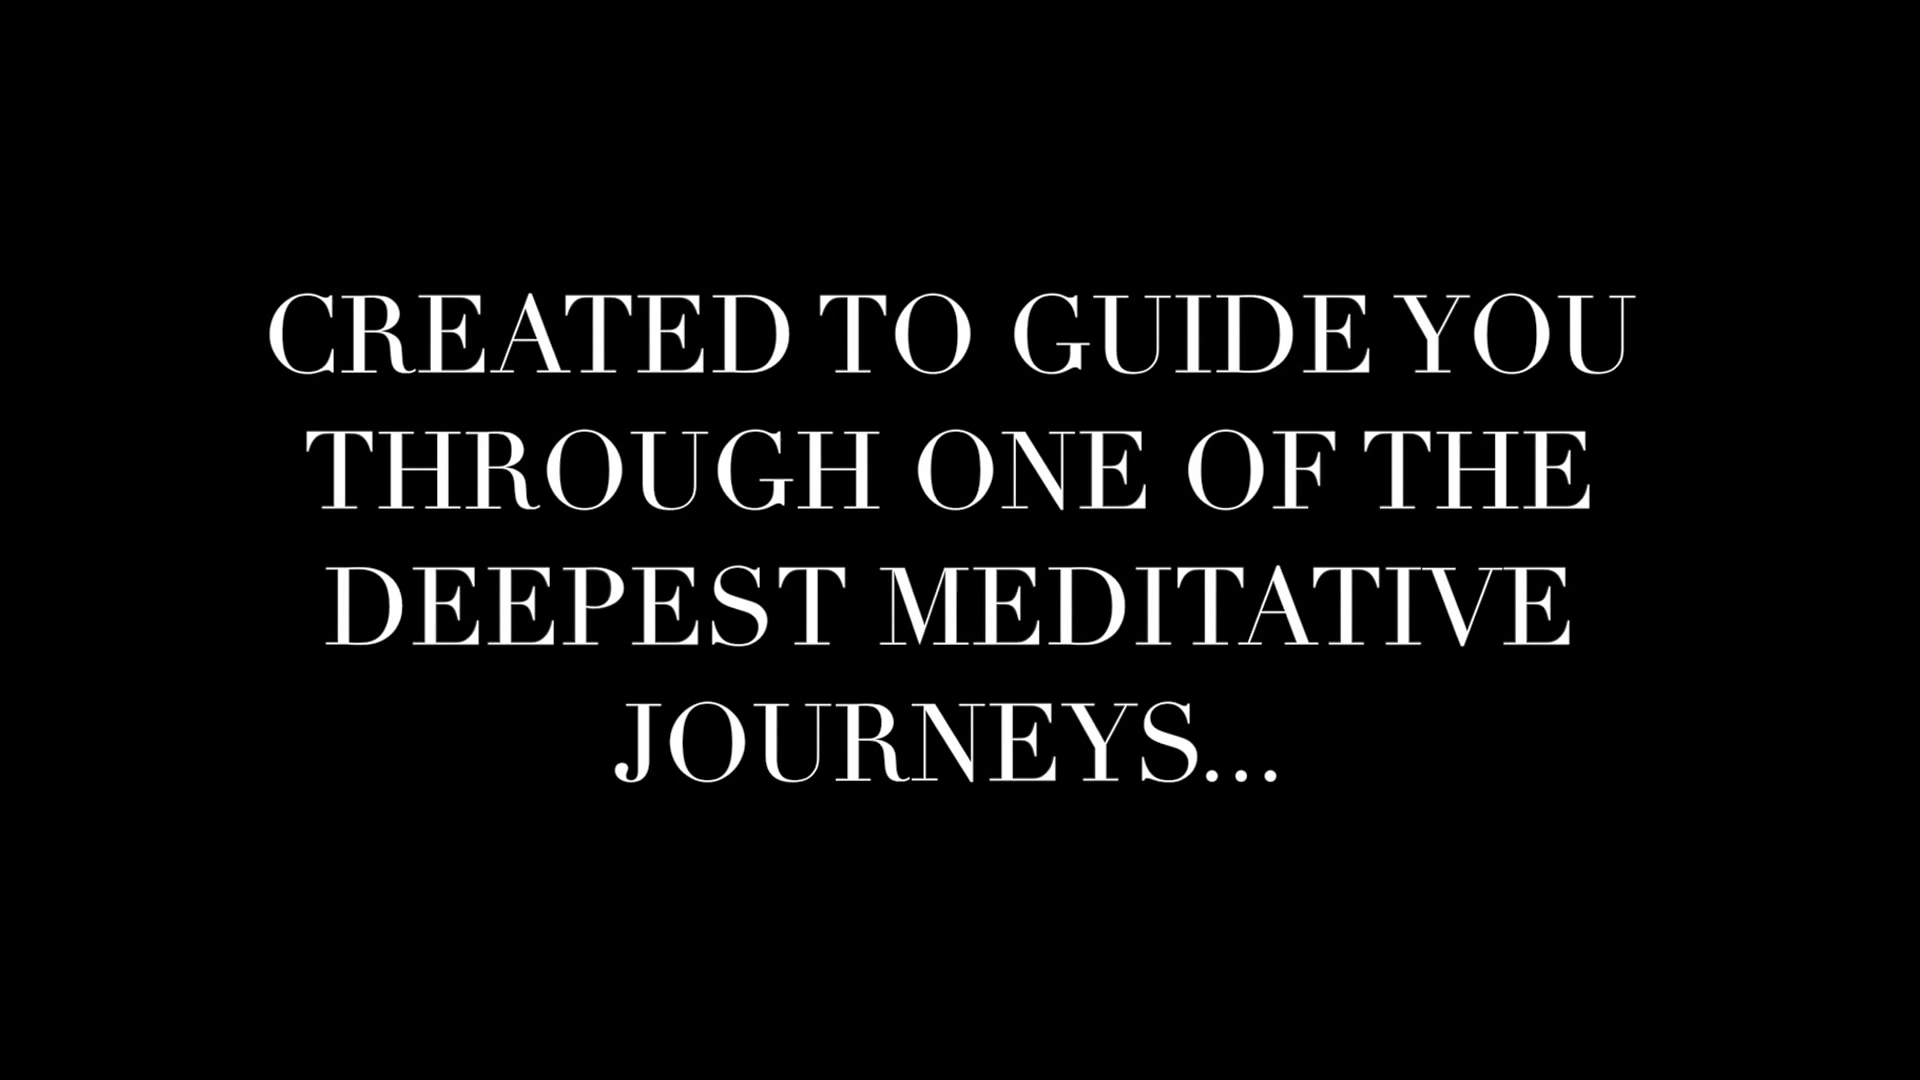 CREATED TO GUIDE YOU
THROUGH ONE OF THE
DEEPEST MEDITATIVE
JOURNEYS...